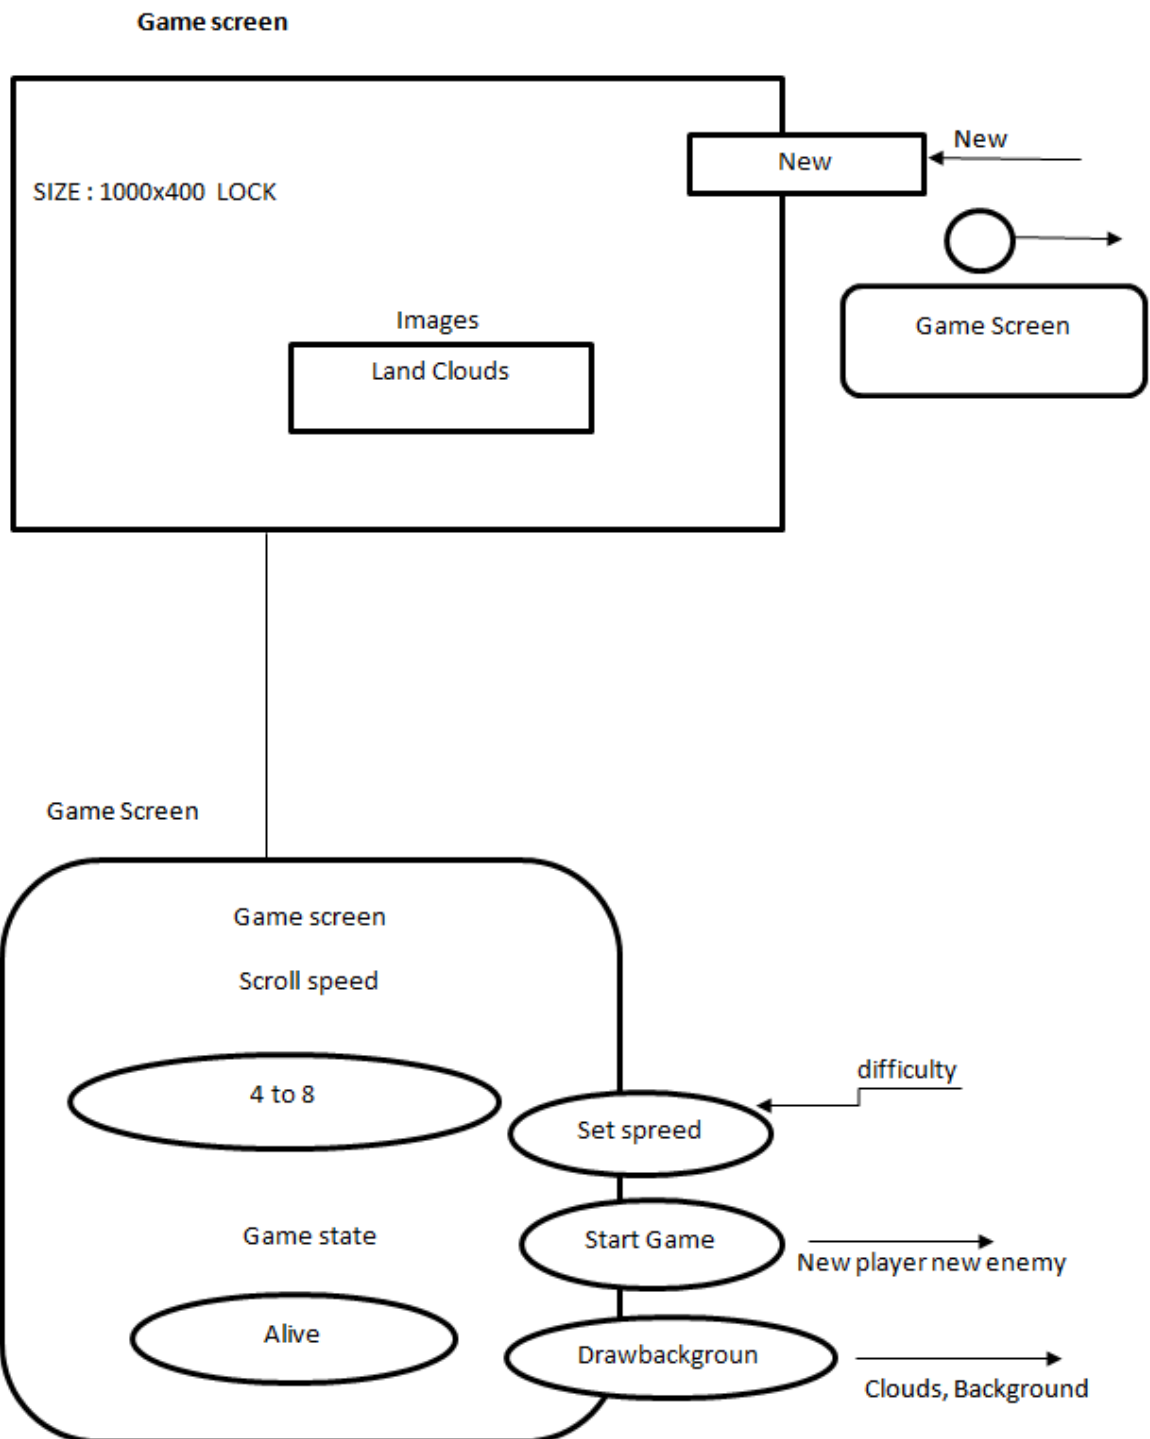 Game screen
New
New
SIZE : 1000x400 LOCK
Images
Game Screen
Land Clouds
Game Screen
Game screen
Scroll speed
difficulty
4 to 8
Set spreed
Game state
Start Game
New player new enemy
Alive
Drawbackgroun
Clouds, Background